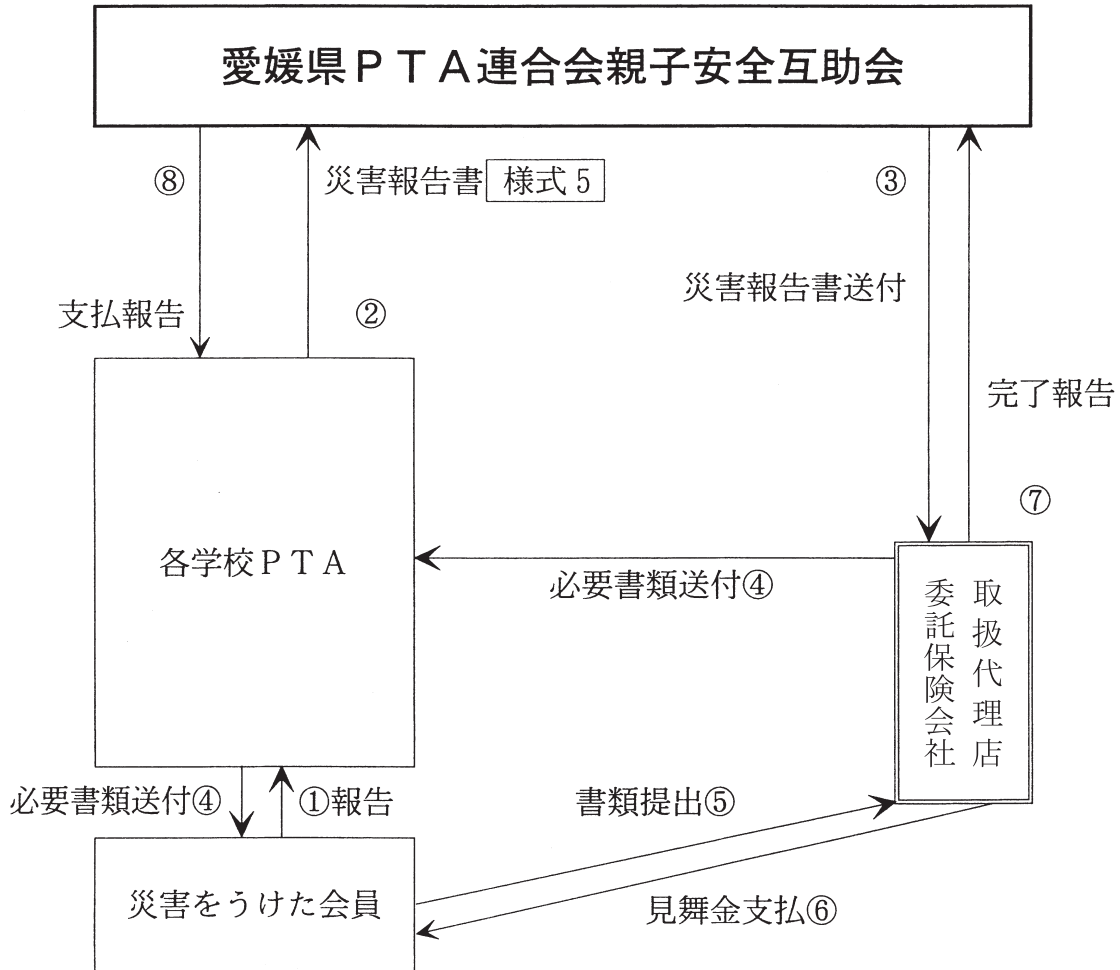 愛媛県ＰＴＡ連合会親子安全互助会
⑧
災害報告書 様式５
③
災害報告書送付
支払報告
②
完了報告
⑦
各学校ＰＴＡ
必要書類送付④
取扱代理店
委託保険会社
必要書類送付④
①報告
書類提出⑤
災害をうけた会員
見舞金支払⑥